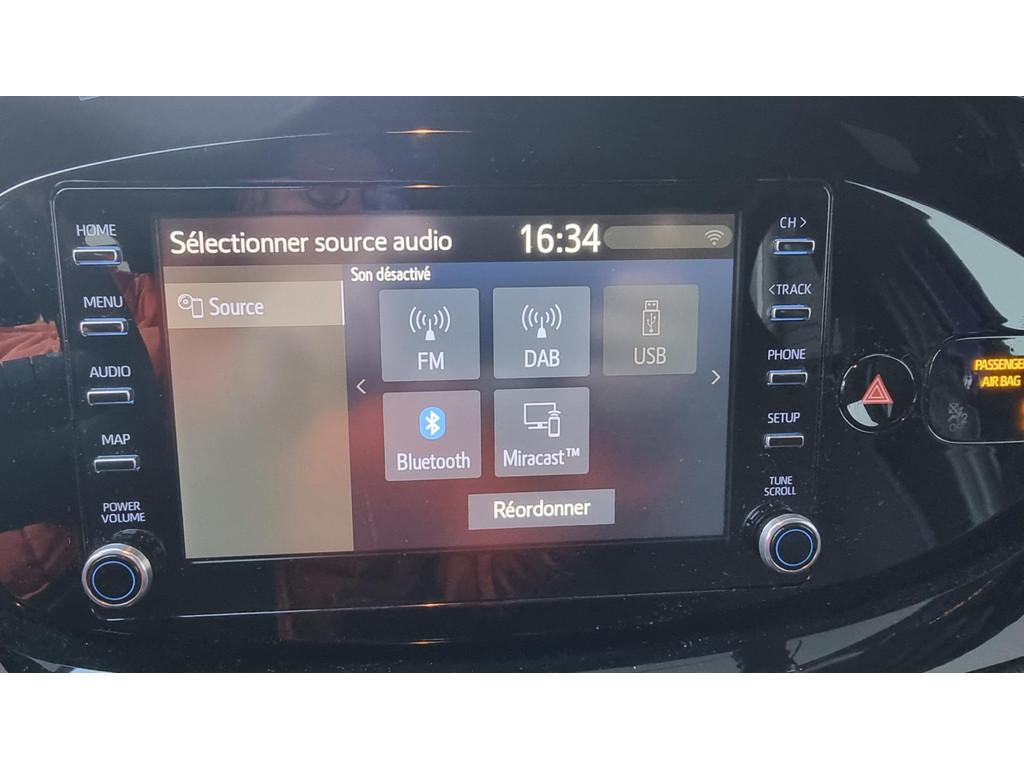 HOME
MENU
AUDIO
MAP
POWER
VOLUME
Sélectionner source audio 16:34
Son désactivé
Source
FM
DAB
USB
Bluetooth
Miracast™
Réordonner
CH >
< TRACK
PHONE
SETUP
TUNE
SCROLL
PASSENGER
AIR BAG